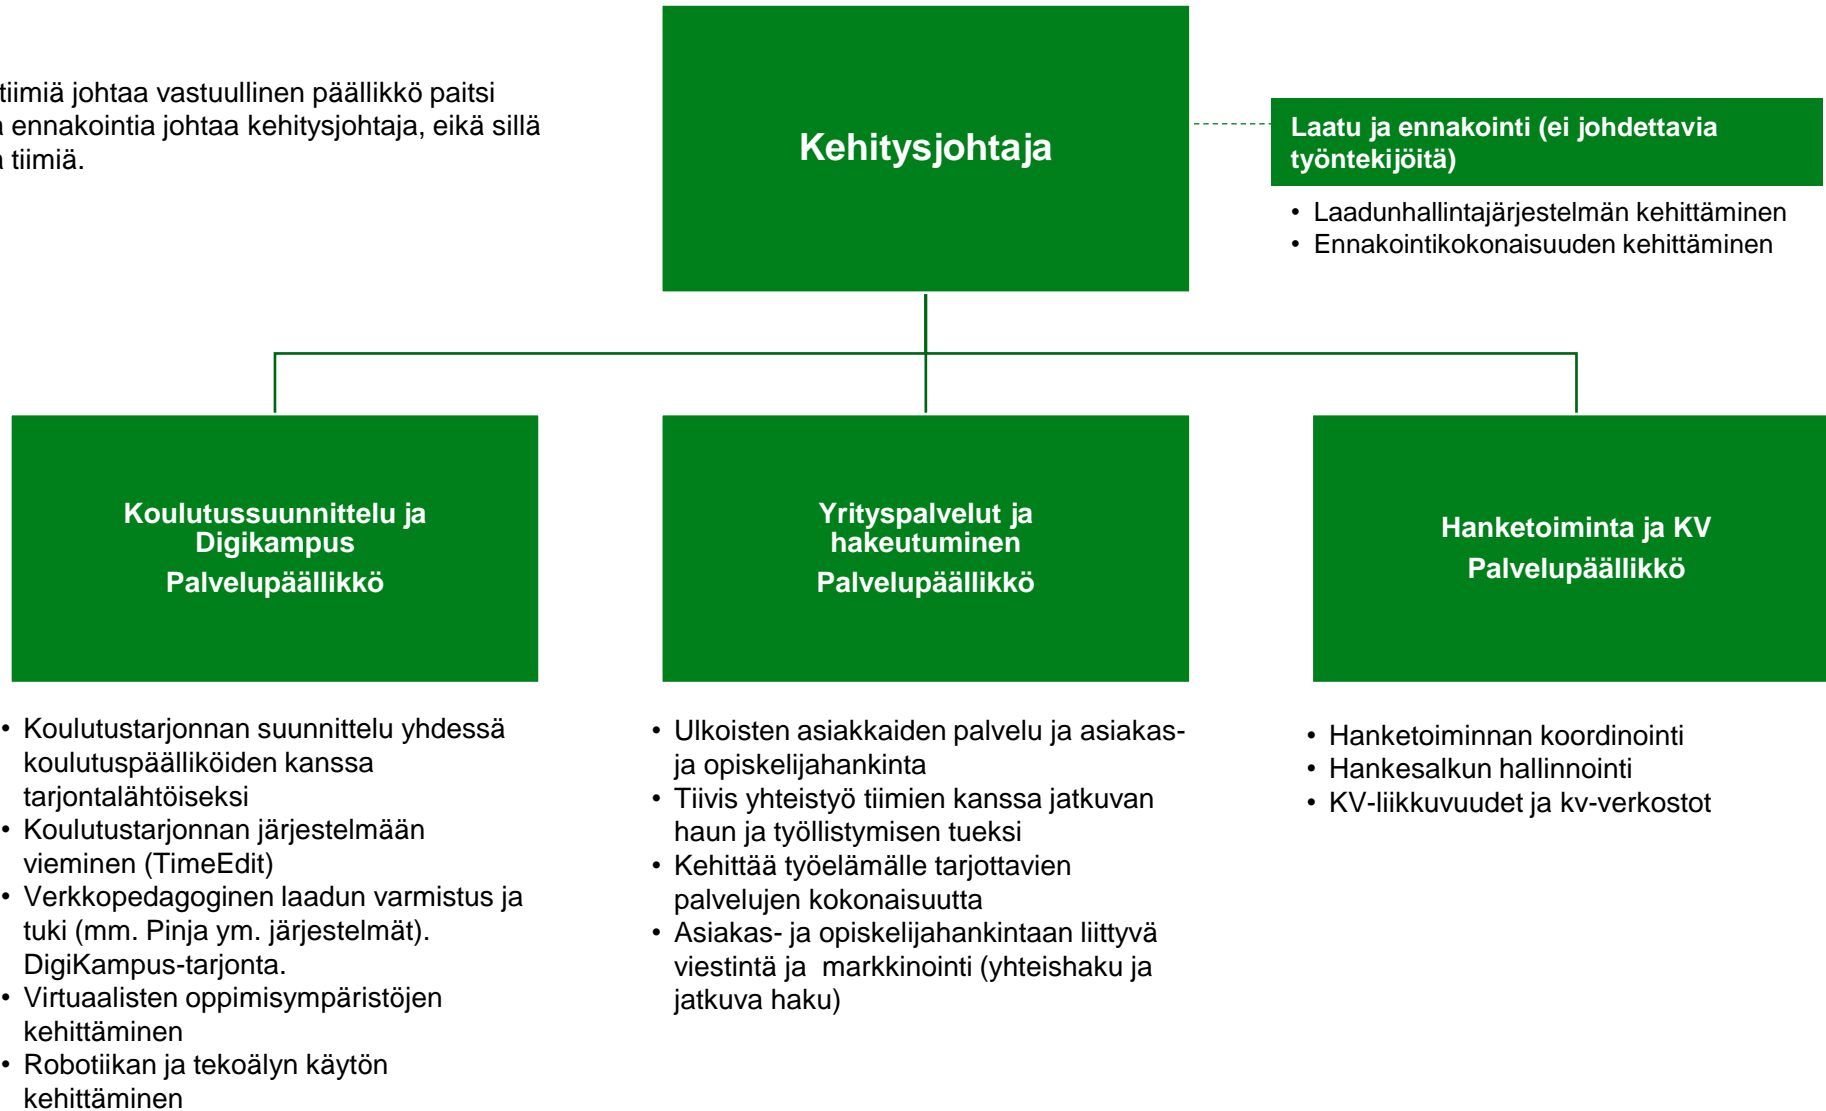 tiimiä johtaa vastuullinen päällikkö paitsi
ennakointia johtaa kehitysjohtaja, eikä sillä
tiimiä.
Kehitysjohtaja
Laatu ja ennakointi (ei johdettavia
työntekijöitä)
• Laadunhallintajärjestelmän kehittäminen
• Ennakointikokonaisuuden kehittäminen
Koulutussuunnittelu ja
Digikampus
Palvelupäällikkö
Yrityspalvelut ja
hakeutuminen
Palvelupäällikkö
Hanketoiminta ja KV
Palvelupäällikkö
• Koulutustarjonnan suunnittelu yhdessä
koulutuspäälliköiden kanssa
tarjontalähtöiseksi
• Koulutustarjonnan järjestelmään
vieminen (TimeEdit)
• Verkkopedagoginen laadun varmistus ja
tuki (mm. Pinja ym. järjestelmät).
DigiKampus-tarjonta.
• Virtuaalisten oppimisympäristöjen
kehittäminen
• Robotiikan ja tekoälyn käytön
kehittäminen
• Ulkoisten asiakkaiden palvelu ja asiakas-
ja opiskelijahankinta
• Tiivis yhteistyö tiimien kanssa jatkuvan
haun ja työllistymisen tueksi
• Kehittää työelämälle tarjottavien
palvelujen kokonaisuutta
• Asiakas- ja opiskelijahankintaan liittyvä
viestintä ja  markkinointi (yhteishaku ja
jatkuva haku)
• Hanketoiminnan koordinointi
• Hankesalkun hallinnointi
• KV-liikkuvuudet ja kv-verkostot